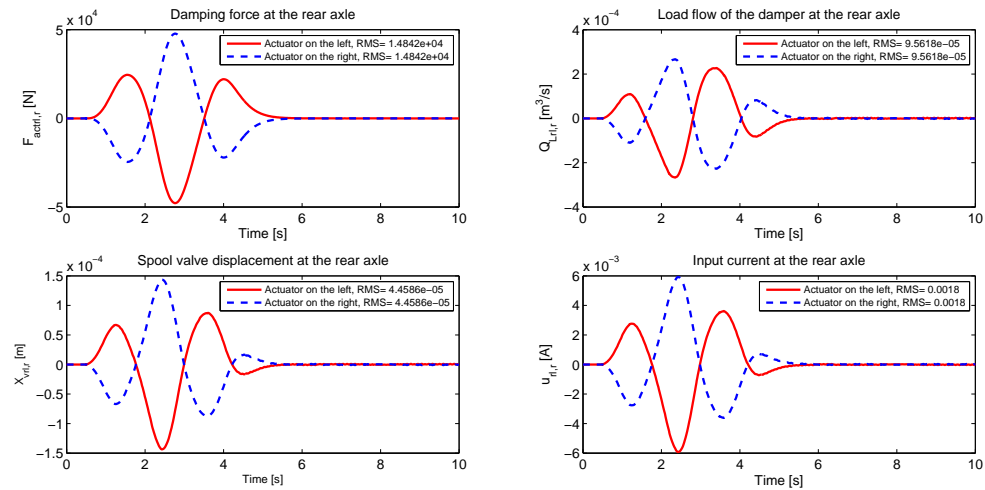 Damping force at the rear axle
x 10^4
Actuator on the left, RMS= 1.4842e+04
Actuator on the right, RMS= 1.4842e+04
F_actrl,r [N]
5
0
−5
0 2 4 6 8 10
Time [s]
Load flow of the damper at the rear axle
x 10^−4
Actuator on the left, RMS= 9.5618e−05
Actuator on the right, RMS= 9.5618e−05
Q_Lrl,r [m^3/s]
4
2
0
−2
−4
0 2 4 6 8 10
Time [s]
Spool valve displacement at the rear axle
x 10^−4
Actuator on the left, RMS= 4.4586e−05
Actuator on the right, RMS= 4.4586e−05
X_vrl,r [m]
1.5
1
0.5
0
−0.5
−1
−1.5
0 2 4 6 8 10
Time [s]
Input current at the rear axle
x 10^−3
Actuator on the left, RMS= 0.0018
Actuator on the right, RMS= 0.0018
u_rl,r [A]
6
4
2
0
−2
−4
−6
0 2 4 6 8 10
Time [s]